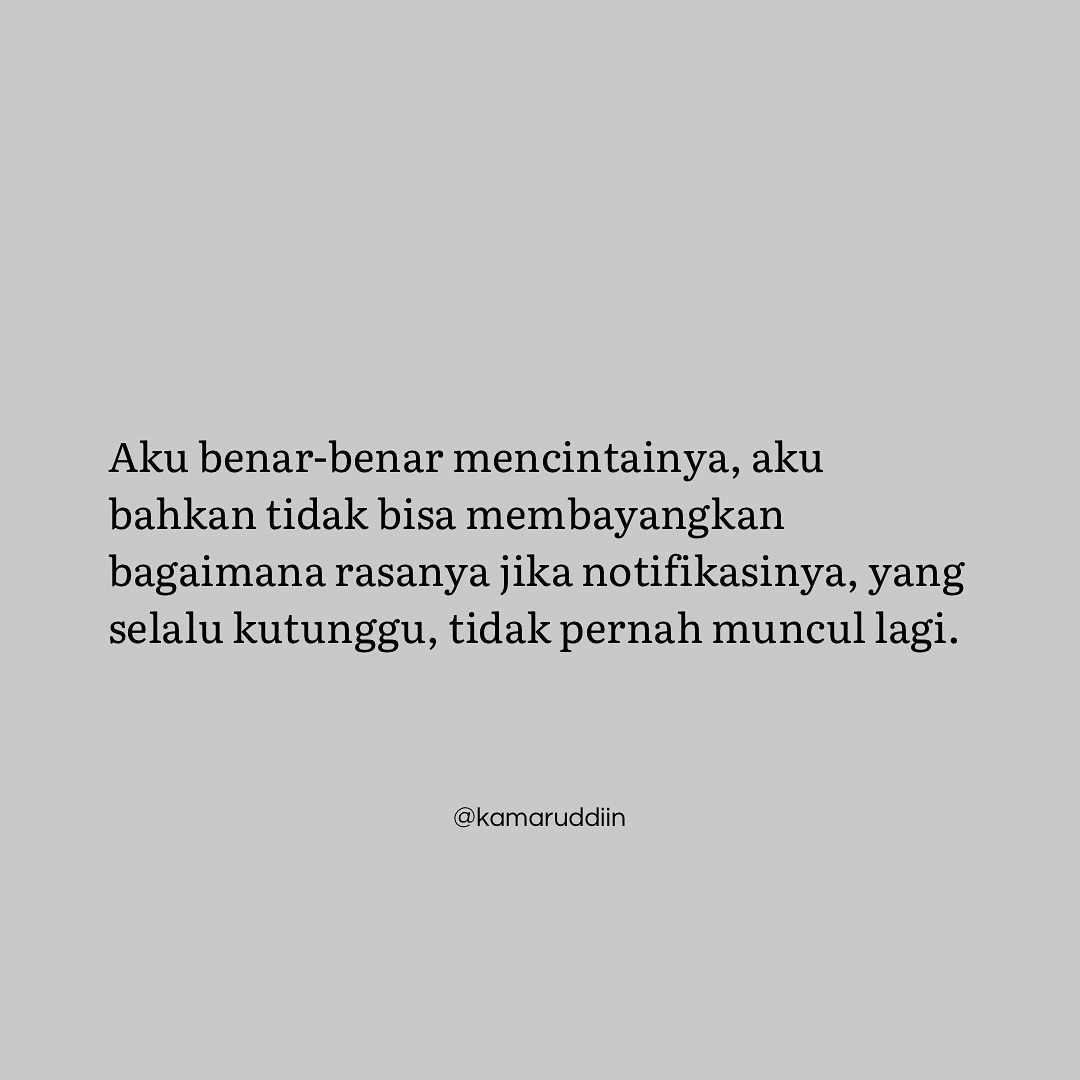 Aku benar-benar mencintainya, aku
bahkan tidak bisa membayangkan
bagaimana rasanya jika notifikasinya, yang
selalu kutunggu, tidak pernah muncul lagi.
@kamaruddiin